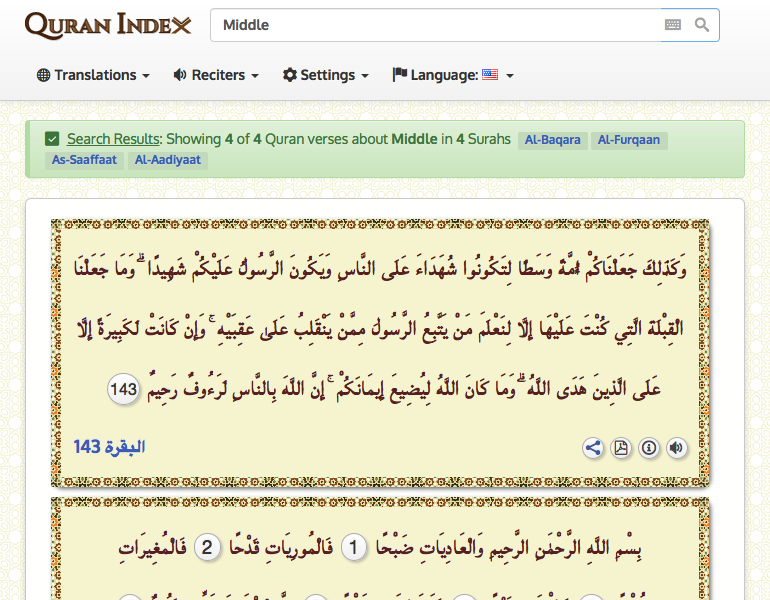 QURAN INDEX
Middle
Translations Reciters Settings Language:
Search Results: Showing 4 of 4 Quran verses about Middle in 4 Surahs Al-Baqara Al-Furqaan
As-Saaffaat Al-Aadiyaat
وَكَذَٰلِكَ جَعَلْنَاكُمْ أُمَّةً وَسَطًا لِتَكُونُوا شُهَدَاءَ عَلَى النَّاسِ وَيَكُونَ الرَّسُولُ عَلَيْكُمْ شَهِيدًا ۗ وَمَا جَعَلْنَا
الْقِبْلَةَ الَّتِي كُنْتَ عَلَيْهَا إِلَّا لِنَعْلَمَ مَنْ يَتَّبِعُ الرَّسُولَ مِمَّنْ يَنْقَلِبُ عَلَىٰ عَقِبَيْهِ ۚ وَإِنْ كَانَتْ لَكَبِيرَةً إِلَّا
عَلَى الَّذِينَ هَدَى اللَّهُ ۗ وَمَا كَانَ اللَّهُ لِيُضِيعَ إِيمَانَكُمْ ۚ إِنَّ اللَّهَ بِالنَّاسِ لَرَءُوفٌ رَحِيمٌ 143
البقرة 143
بِسْمِ اللَّهِ الرَّحْمَٰنِ الرَّحِيمِ وَالْعَادِيَاتِ ضَبْحًا 1 فَالْمُورِيَاتِ قَدْحًا 2 فَالْمُغِيرَاتِ